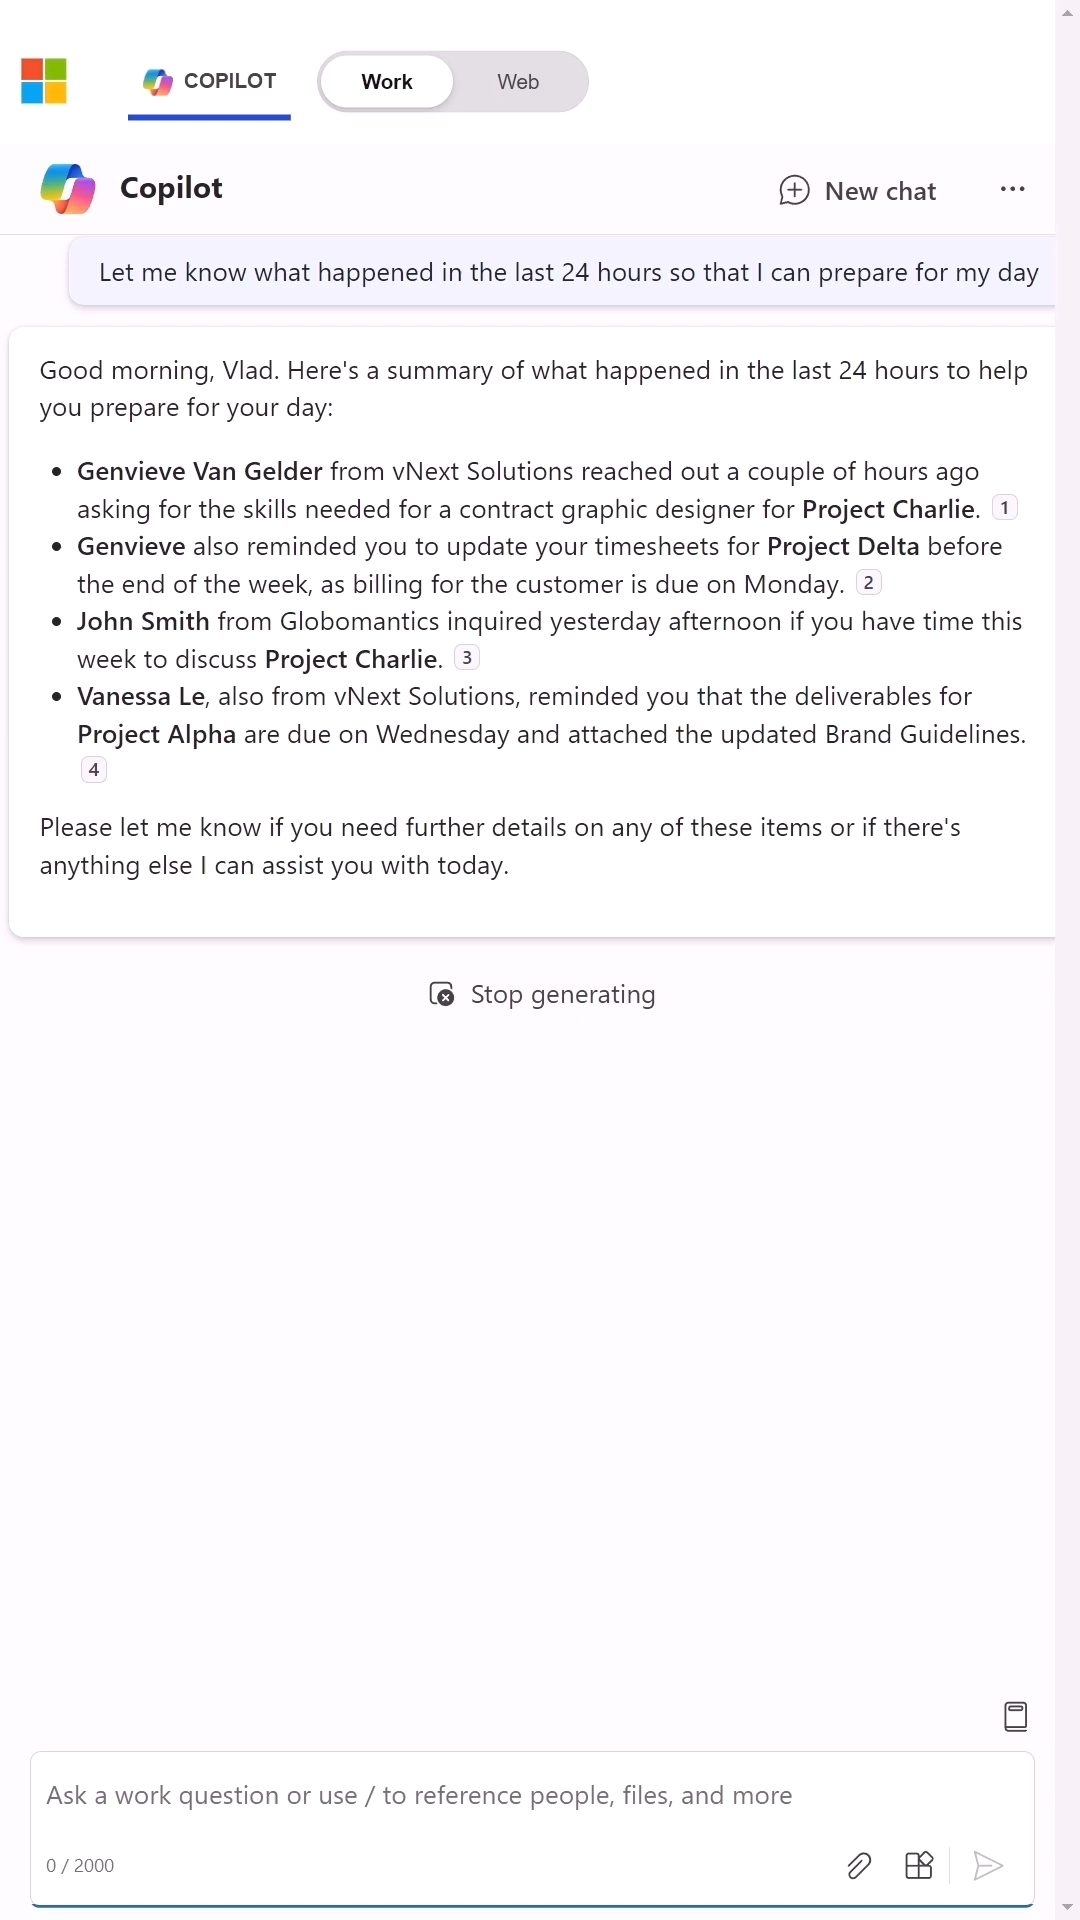 COPILOT
Work
Web
Copilot
New chat
Let me know what happened in the last 24 hours so that I can prepare for my day
Good morning, Vlad. Here's a summary of what happened in the last 24 hours to help
you prepare for your day:
• Genvieve Van Gelder from vNext Solutions reached out a couple of hours ago
asking for the skills needed for a contract graphic designer for Project Charlie. 1
• Genvieve also reminded you to update your timesheets for Project Delta before
the end of the week, as billing for the customer is due on Monday. 2
• John Smith from Globomantics inquired yesterday afternoon if you have time this
week to discuss Project Charlie. 3
• Vanessa Le, also from vNext Solutions, reminded you that the deliverables for
Project Alpha are due on Wednesday and attached the updated Brand Guidelines.
4
Please let me know if you need further details on any of these items or if there's
anything else I can assist you with today.
Stop generating
Ask a work question or use / to reference people, files, and more
0 / 2000